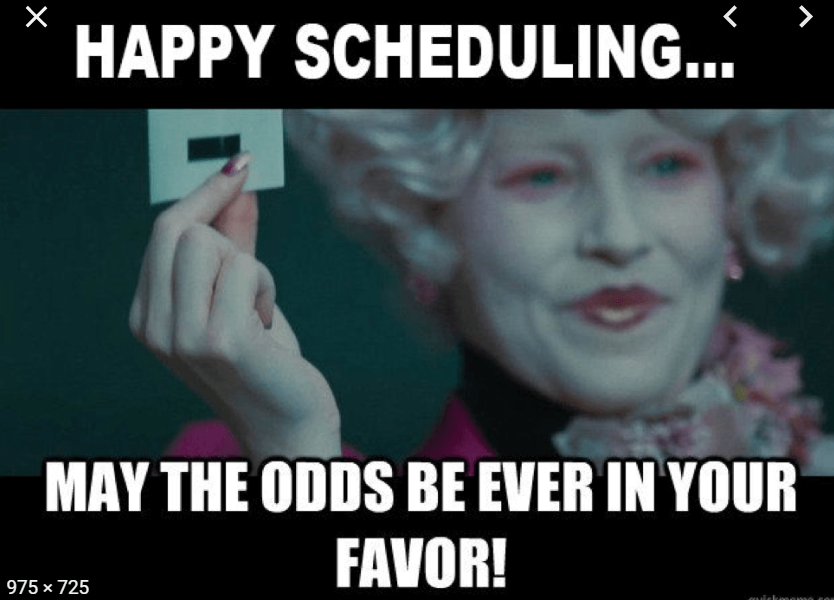 HAPPY SCHEDULING...
MAY THE ODDS BE EVER IN YOUR
FAVOR!
975 × 725